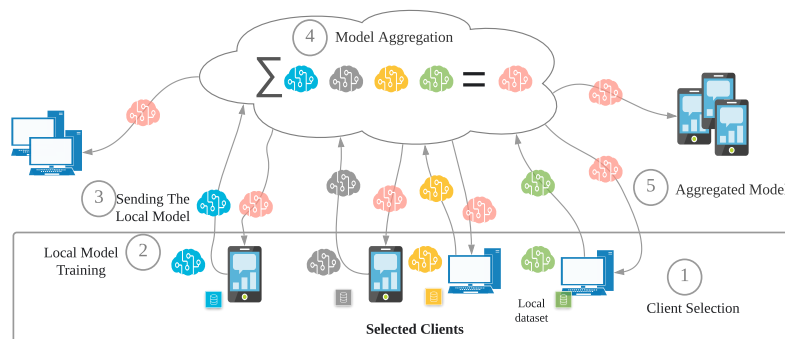 4 Model Aggregation
∑ =
3 Sending The
Local Model
5 Aggregated Model
Local Model
Training
2
1
Client Selection
Local
dataset
Selected Clients